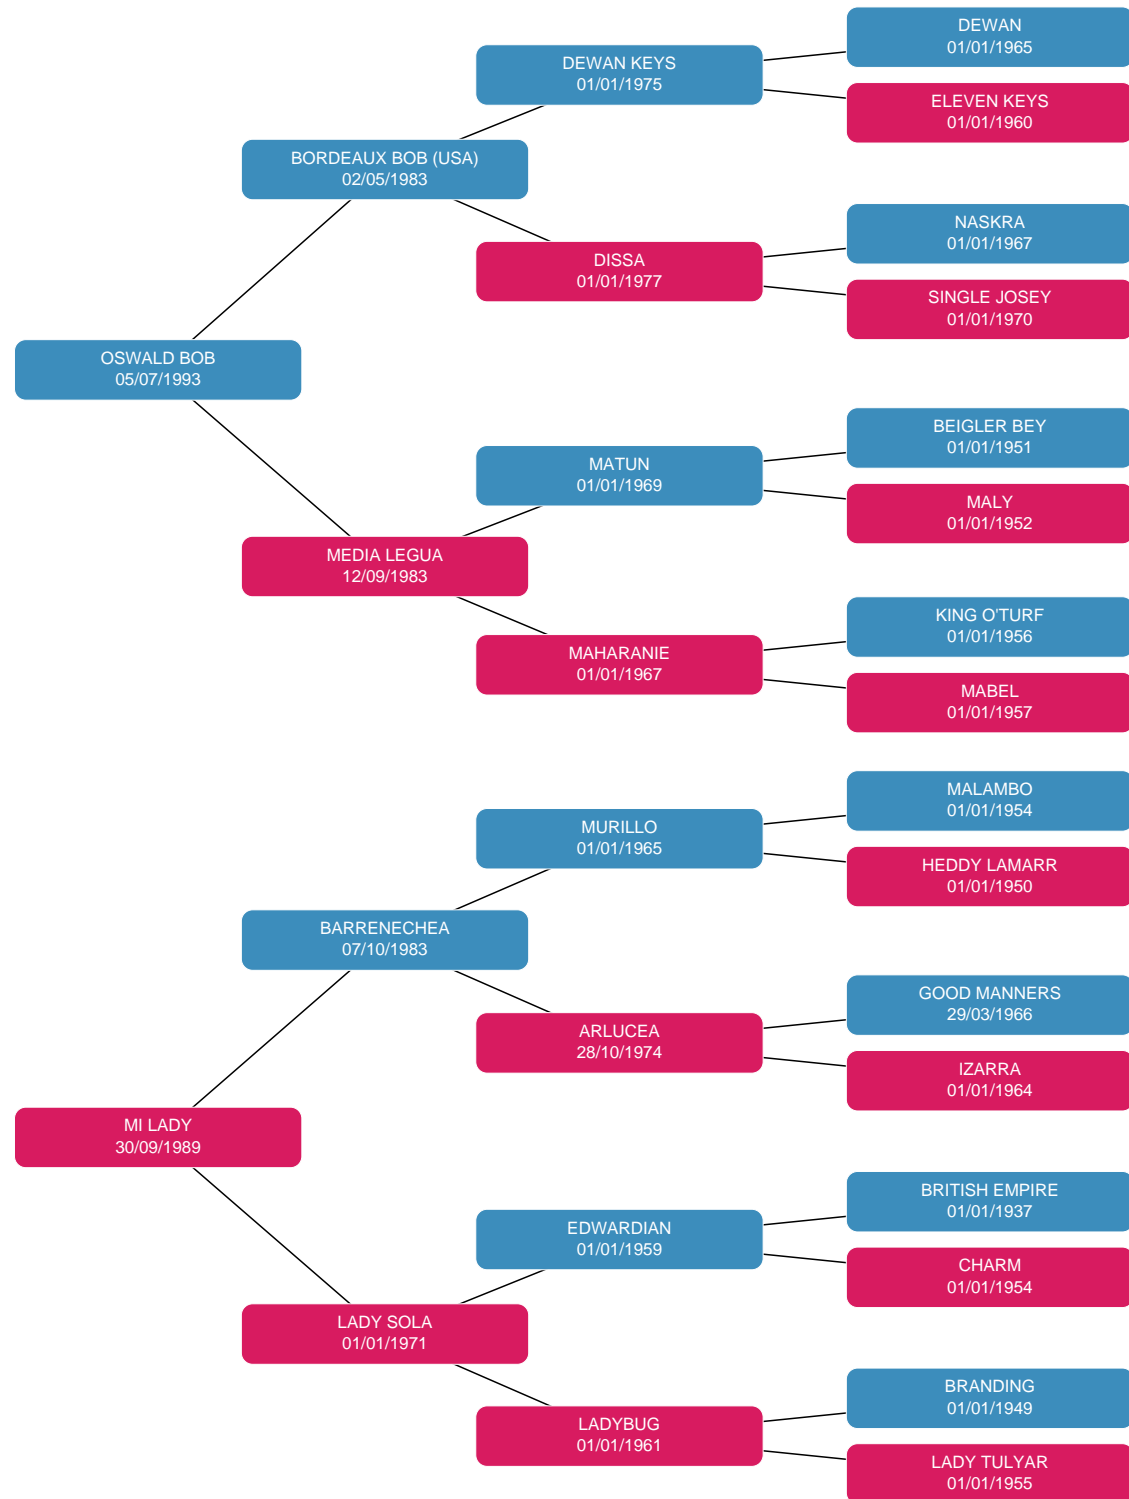 DEWAN
01/01/1965
DEWAN KEYS
01/01/1975
ELEVEN KEYS
01/01/1960
BORDEAUX BOB (USA)
02/05/1983
NASKRA
01/01/1967
DISSA
01/01/1977
SINGLE JOSEY
01/01/1970
OSWALD BOB
05/07/1993
BEIGLER BEY
01/01/1951
MATUN
01/01/1969
MALY
01/01/1952
MEDIA LEGUA
12/09/1983
KING O'TURF
01/01/1956
MAHARANIE
01/01/1967
MABEL
01/01/1957
MALAMBO
01/01/1954
MURILLO
01/01/1965
HEDDY LAMARR
01/01/1950
BARRENECHEA
07/10/1983
GOOD MANNERS
29/03/1966
ARLUCEA
28/10/1974
IZARRA
01/01/1964
MI LADY
30/09/1989
BRITISH EMPIRE
01/01/1937
EDWARDIAN
01/01/1959
CHARM
01/01/1954
LADY SOLA
01/01/1971
BRANDING
01/01/1949
LADYBUG
01/01/1961
LADY TULYAR
01/01/1955